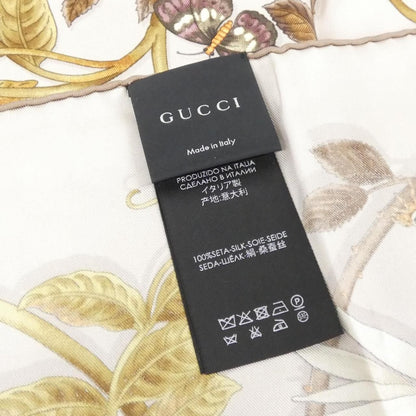 GUCCI
Made in Italy
PRODUZIDO NA ITALIA
СДЕЛАНО В ИТАЛИИ
イタリア製
产地:意大利
100%SETA-SILK-SOIE-SEIDE
SEDA-ШЁЛК-絹-桑蚕丝